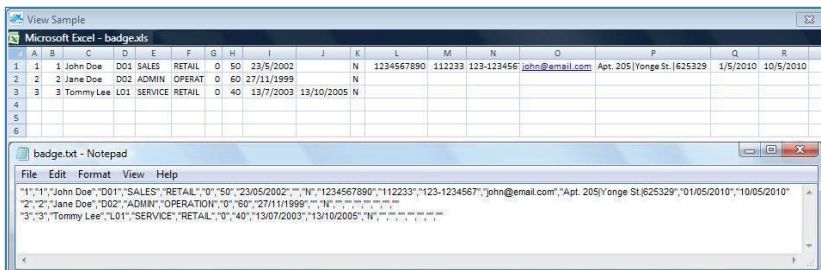 View Sample
Microsoft Excel - badge.xls
A B C D E F G H I J K L M N O P Q R
1 1 1 John Doe D01 SALES RETAIL 0 50 23/5/2002 N 1234567890 112233 123-123456 john@email.com Apt. 205|Yonge St.|625329 1/5/2010 10/5/2010
2 2 2 Jane Doe D02 ADMIN OPERAT 0 60 27/11/1999 N
3 3 3 Tommy Lee L01 SERVICE RETAIL 0 40 13/7/2003 13/10/2005 N
4
5
6
badge.txt - Notepad
File Edit Format View Help
"1","1","John Doe","D01","SALES","RETAIL","0","50","23/05/2002","","N","1234567890","112233","123-1234567","john@email.com","Apt. 205|Yonge St.|625329","01/05/2010","10/05/2010"
"2","2","Jane Doe","D02","ADMIN","OPERATION","0","60","27/11/1999","","N","","","","","","",""
"3","3","Tommy Lee","L01","SERVICE","RETAIL","0","40","13/07/2003","13/10/2005","N","","","","","","",""